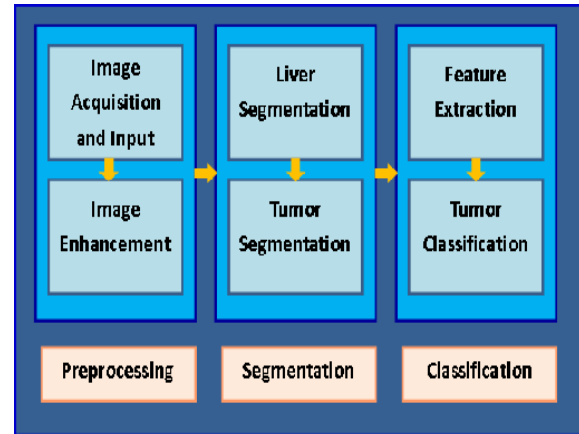 Image
Acquisition
and Input
Image
Enhancement
Liver
Segmentation
Tumor
Segmentation
Feature
Extraction
Tumor
Classification
Preprocessing
Segmentation
Classification